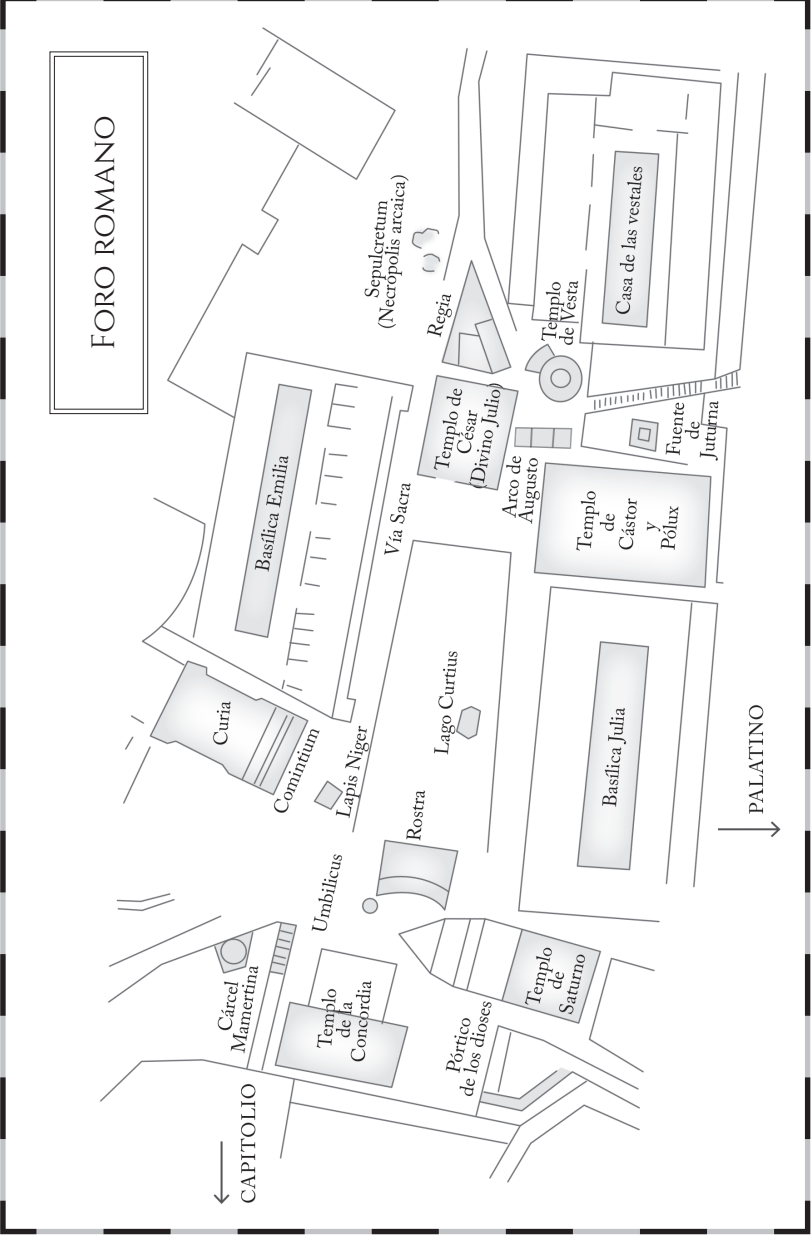 FORO ROMANO
CAPITOLIO
Cárcel
Mamertina
Templo
de la
Concordia
Pórtico
de los dioses
Umbilicus
Templo
de
Saturno
Rostra
Curia
Comintium
Lapis Niger
Lago Curtius
Basílica Julia
PALATINO
Basílica Emilia
Vía Sacra
Templo de
César
(Divino Julio)
Arco de
Augusto
Templo
de
Cástor
y
Pólux
Fuente
de
Juturna
Regia
Sepulcretum
(Necrópolis arcaica)
Templo
de Vesta
Casa de las vestales